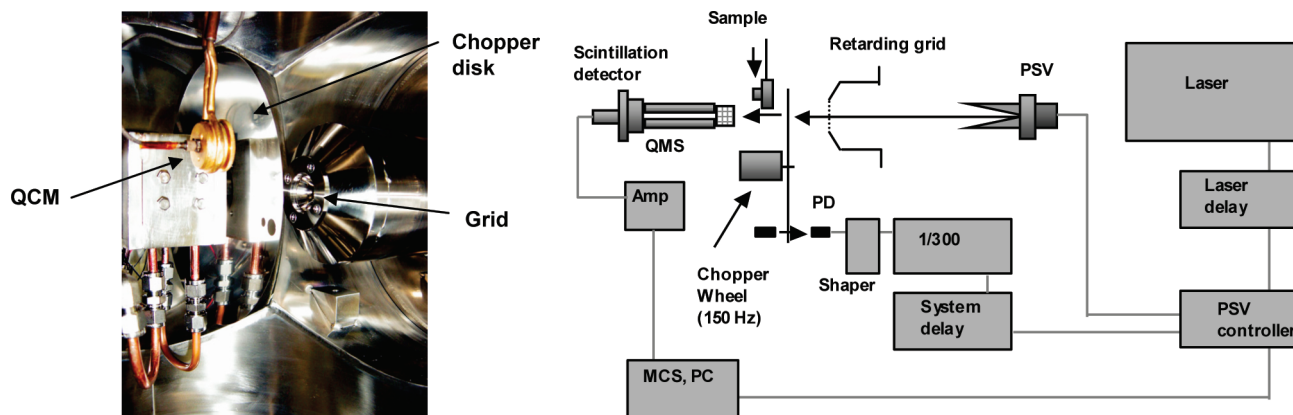 Chopper
disk
QCM
Grid
Sample
Scintillation
detector
Retarding grid
PSV
Laser
QMS
Amp
PD
Laser
delay
1/300
Chopper
Wheel
(150 Hz)
Shaper
System
delay
PSV
controller
MCS, PC